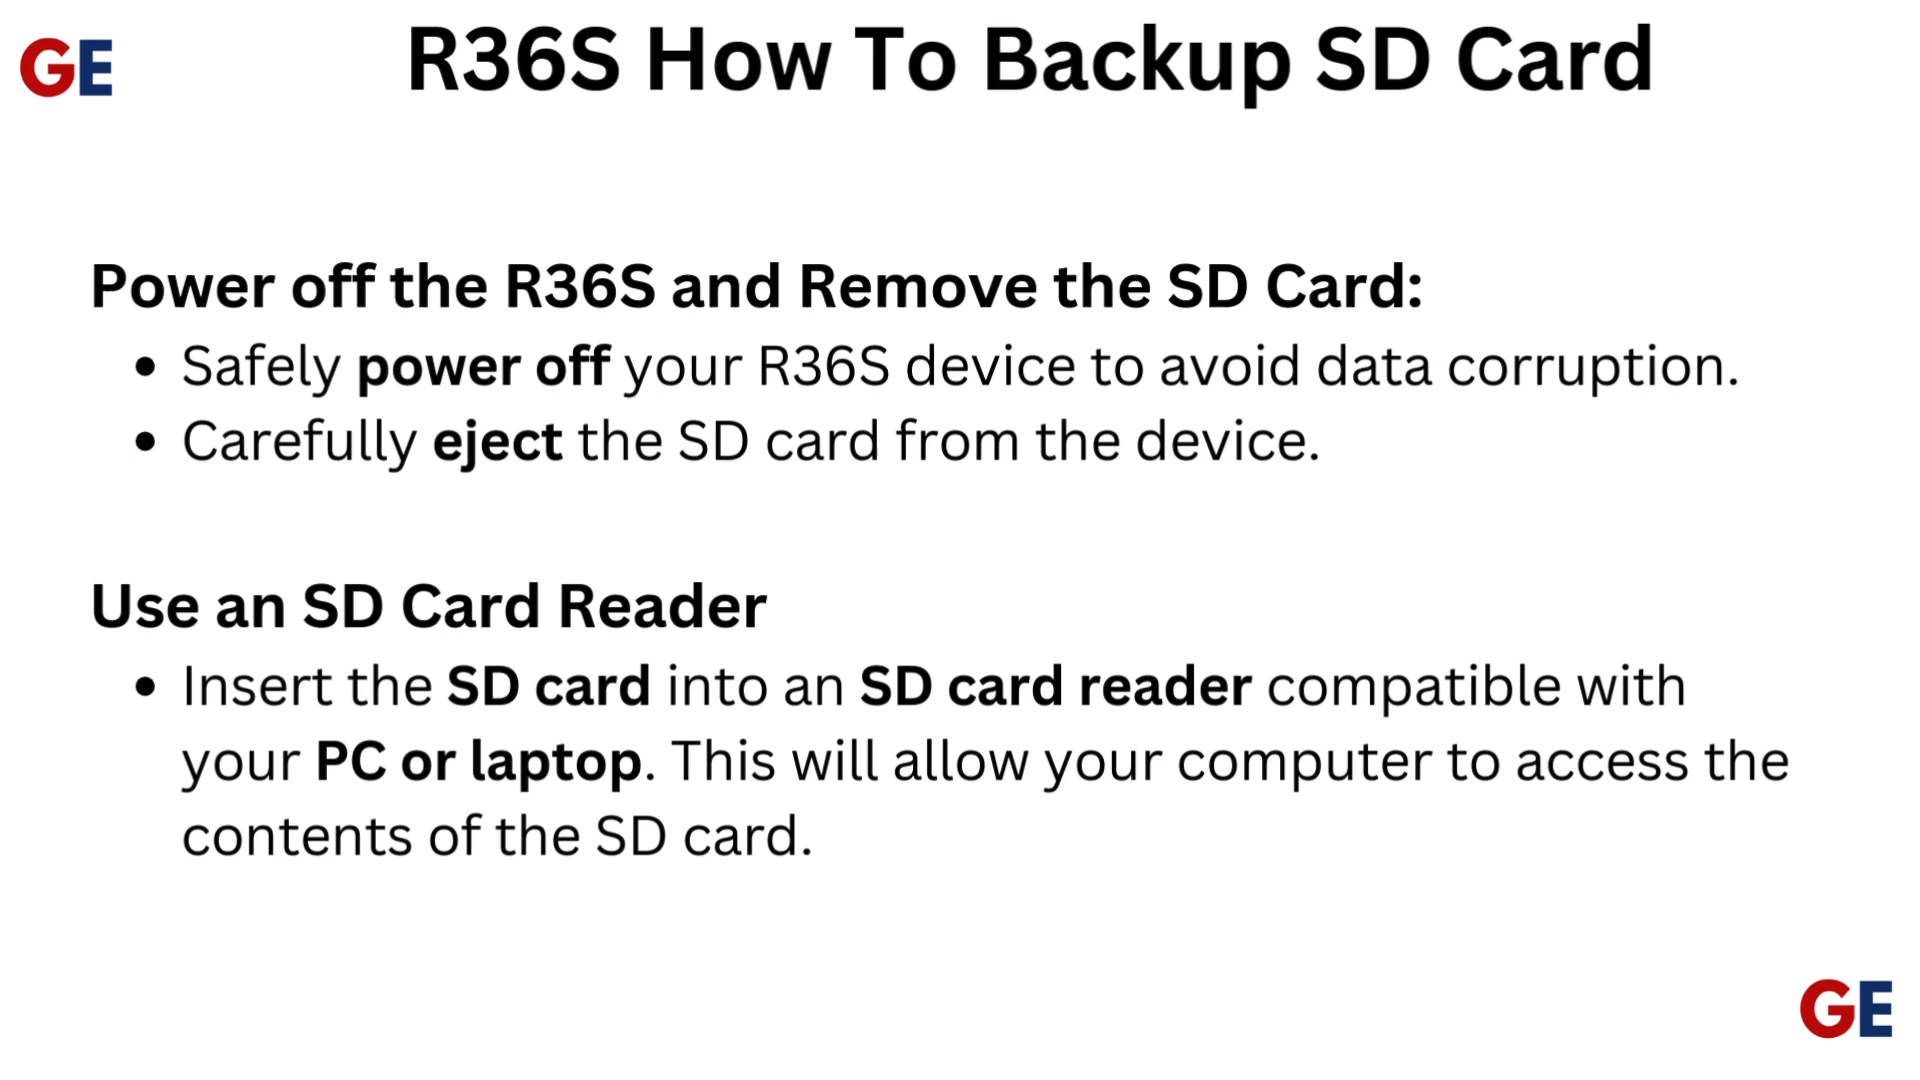 GE
R36S How To Backup SD Card
Power off the R36S and Remove the SD Card:
• Safely power off your R36S device to avoid data corruption.
• Carefully eject the SD card from the device.
Use an SD Card Reader
• Insert the SD card into an SD card reader compatible with
your PC or laptop. This will allow your computer to access the
contents of the SD card.
GE